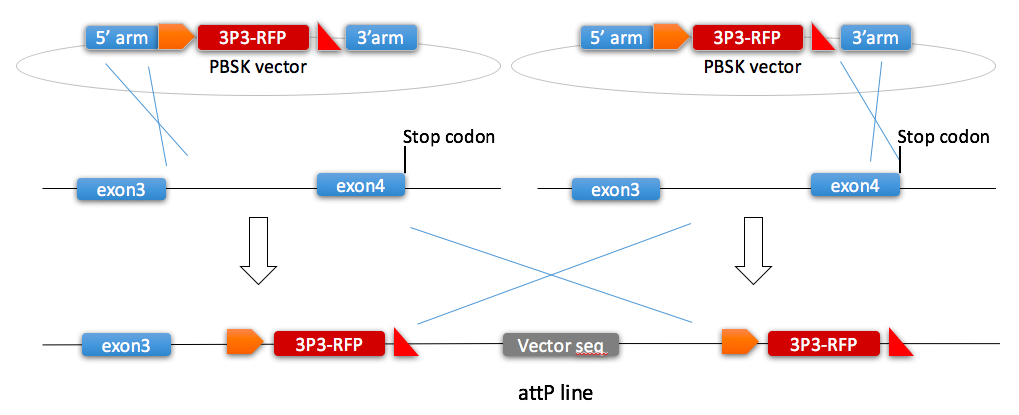 5' arm 3P3-RFP 3'arm 5' arm 3P3-RFP 3'arm
PBSK vector PBSK vector
Stop codon Stop codon
exon3 exon4 exon3 exon4
exon3 3P3-RFP Vector seq 3P3-RFP
attP line